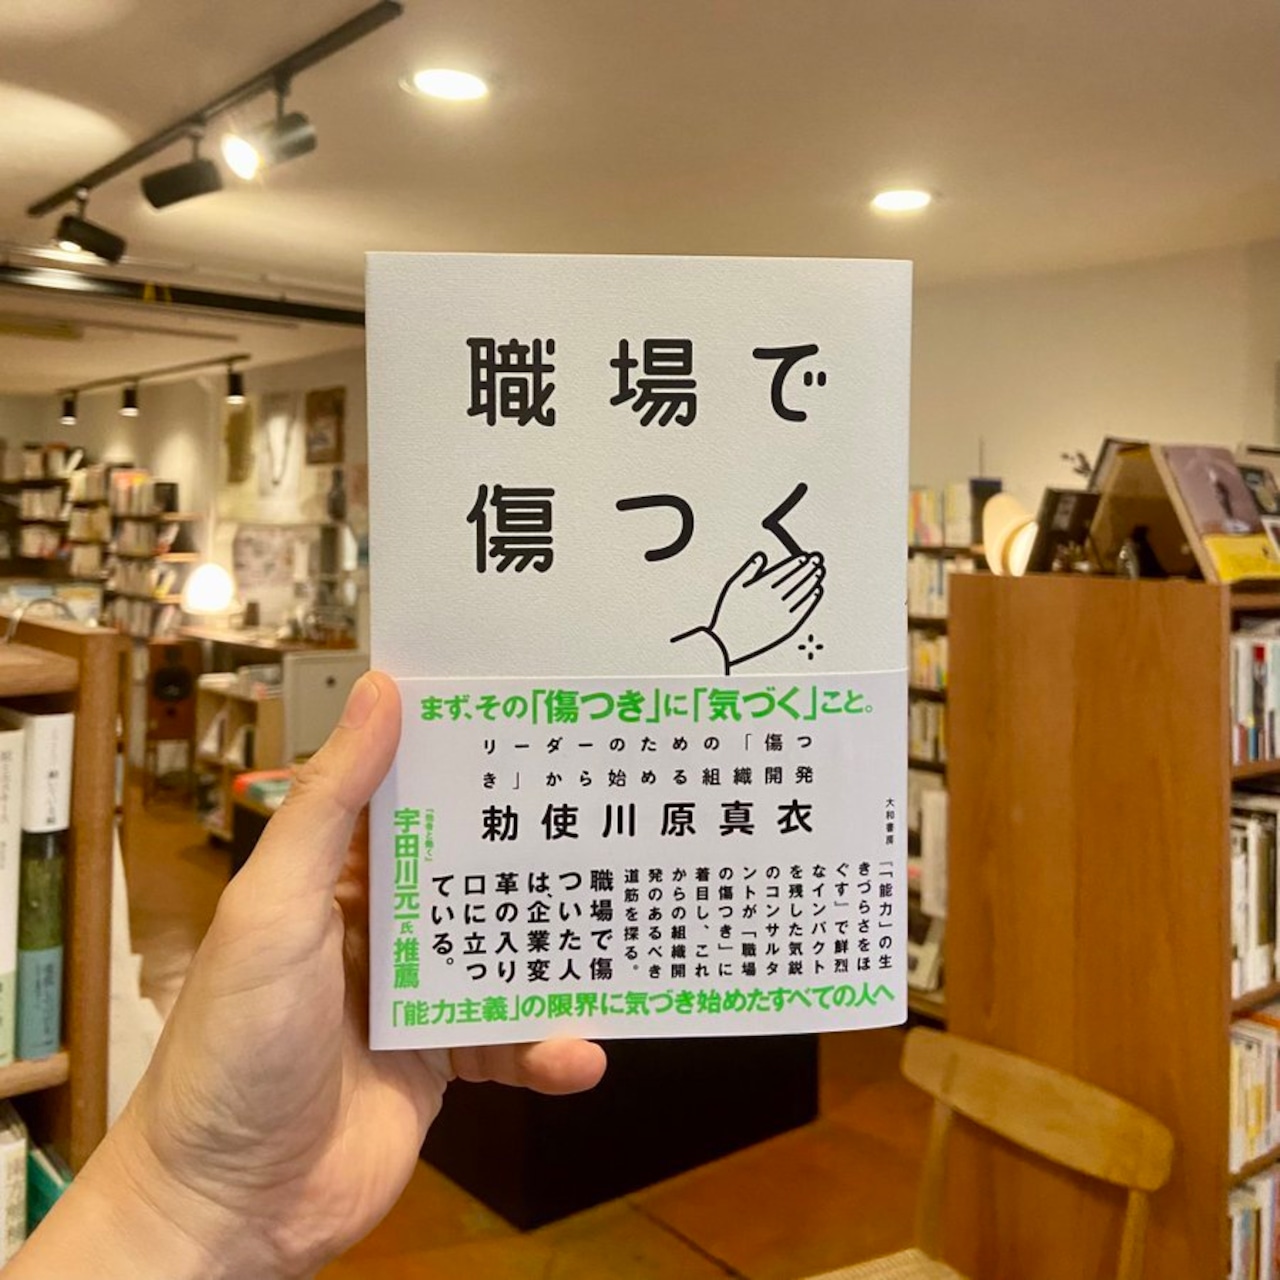 職場で
傷つく
まず、その「傷つき」に「気づく」こと。
リーダーのための「傷つ
き」から始める組織開発
勅使川原真衣
大和書房
「「能力」の生
きづらさをほ
ぐす」で鮮烈
なインパクト
を残した気鋭
のコンサルタ
ントが「職場
の傷つき」に
着目し、これ
からの組織開
発のあるべき
道筋を探る。
職場で傷
ついた人
は、企業変
革の入り
口に立つ
ている。
『他者と働く』
宇田川元一氏 推薦
「能力主義」の限界に気づき始めたすべての人へ